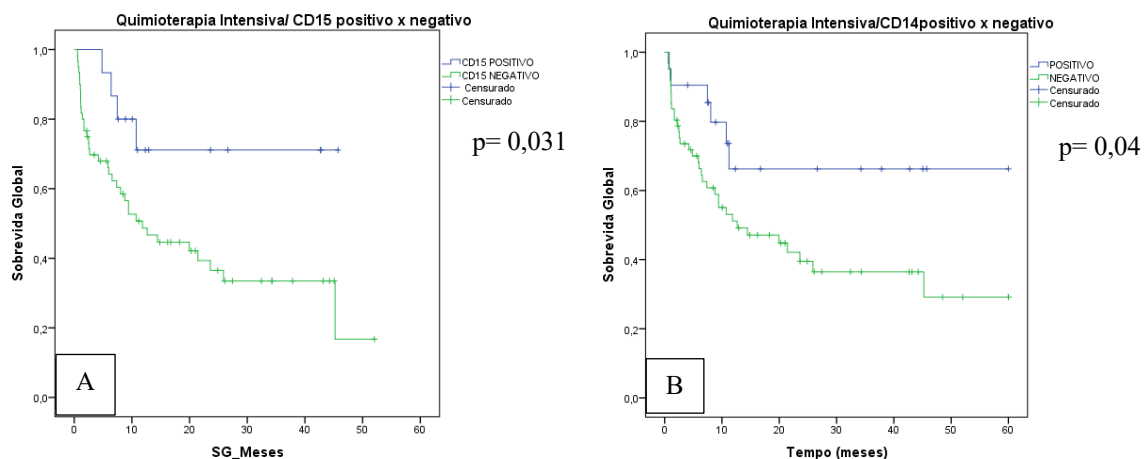 Quimioterapia Intensiva/ CD15 positivo x negativo
Sobrevida Global
1,0
0,8
0,6
0,4
0,2
0,0
0
10
20
30
40
50
60
SG_Meses
CD15 POSITIVO
CD15 NEGATIVO
Censurado
Censurado
p= 0,031
A
Quimioterapia Intensiva/CD14positivo x negativo
Sobrevida Global
1,0
0,8
0,6
0,4
0,2
0,0
0
10
20
30
40
50
60
Tempo (meses)
POSITIVO
NEGATIVO
Censurado
Censurado
p= 0,04
B